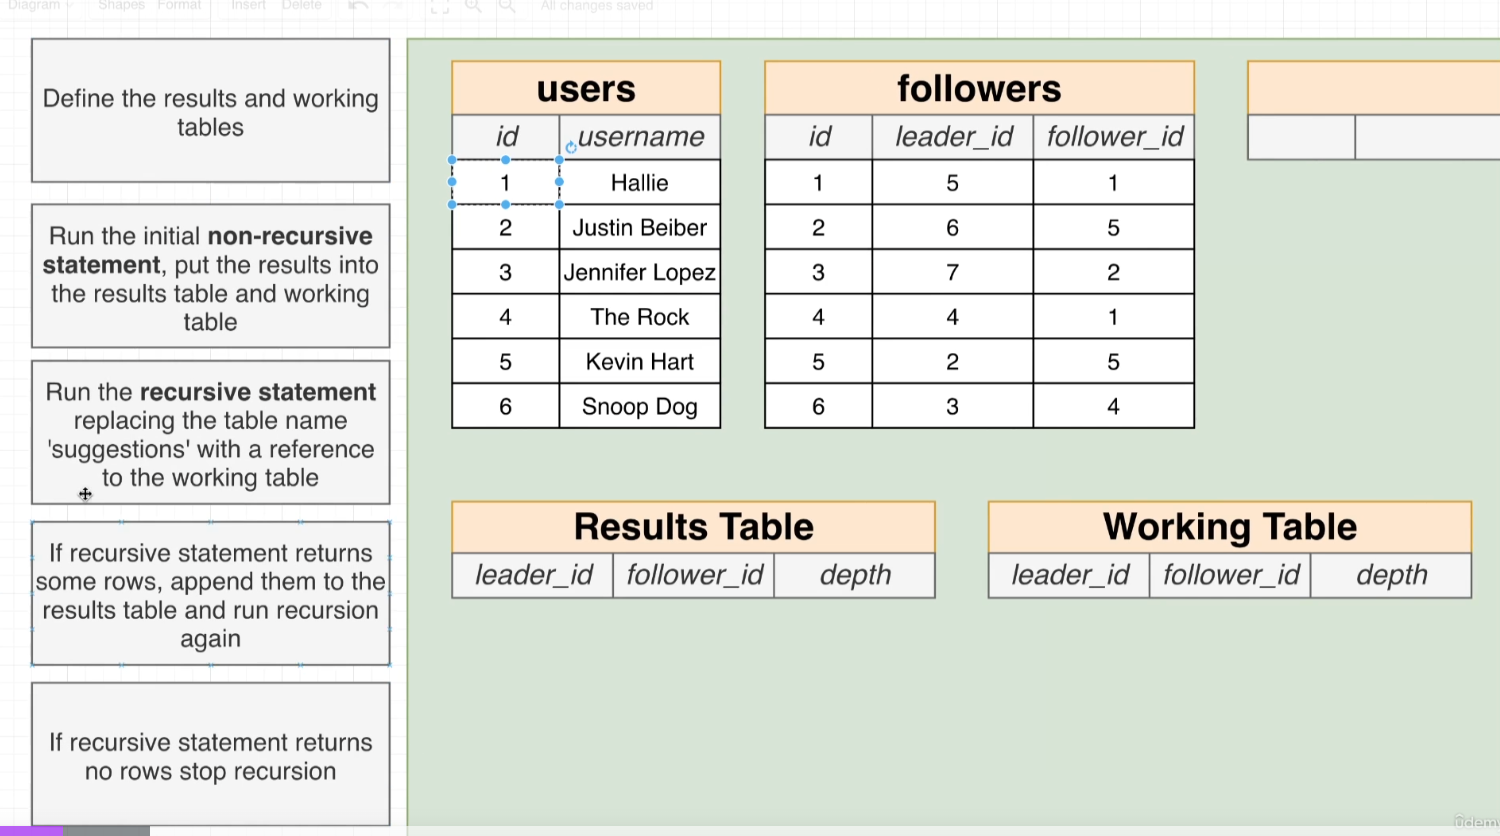 Diagram Shapes Format Insert Delete All changes saved
Define the results and working
tables
Run the initial non-recursive
statement, put the results into
the results table and working
table
Run the recursive statement
replacing the table name
'suggestions' with a reference
to the working table
If recursive statement returns
some rows, append them to the
results table and run recursion
again
If recursive statement returns
no rows stop recursion
users
id username
1 Hallie
2 Justin Beiber
3 Jennifer Lopez
4 The Rock
5 Kevin Hart
6 Snoop Dog
followers
id leader_id follower_id
1 5 1
2 6 5
3 7 2
4 4 1
5 2 5
6 3 4
Results Table
leader_id follower_id depth
Working Table
leader_id follower_id depth